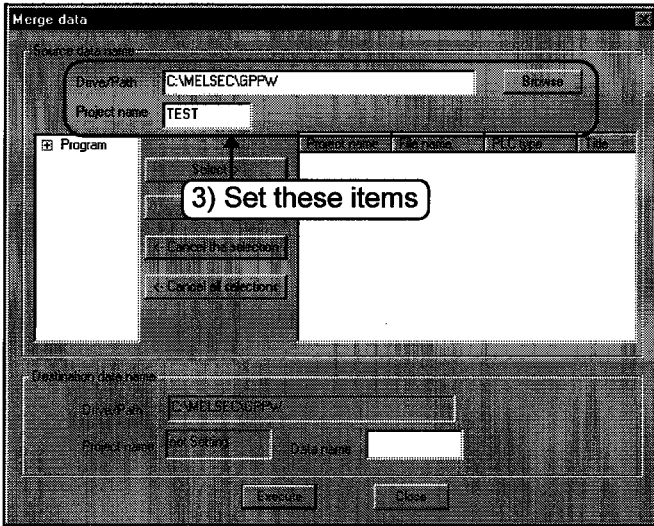 Merge data
Source data name
Drive/Path C:\MELSEC\GPPW Browse
Project name TEST
Program
Project name File name PLC type Title
Select
3) Set these items
<- Cancel the selection
<- Cancel all selections
Destination data name
Drive/Path C:\MELSEC\GPPW
Project name not Setting Data name
Execute Close